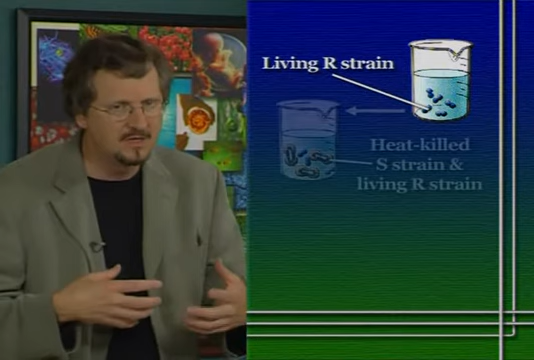 Living R strain
Heat-killed
S strain &
living R strain